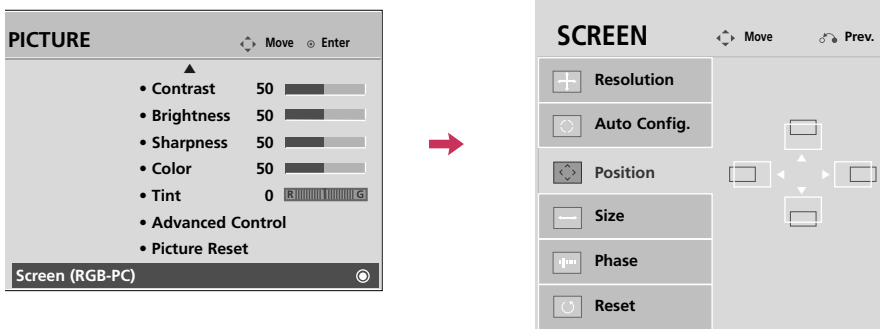 PICTURE
Move Enter
• Contrast 50
• Brightness 50
• Sharpness 50
• Color 50
• Tint 0 R G
• Advanced Control
• Picture Reset
Screen (RGB-PC)
SCREEN
Move Prev.
Resolution
Auto Config.
Position
Size
Phase
Reset